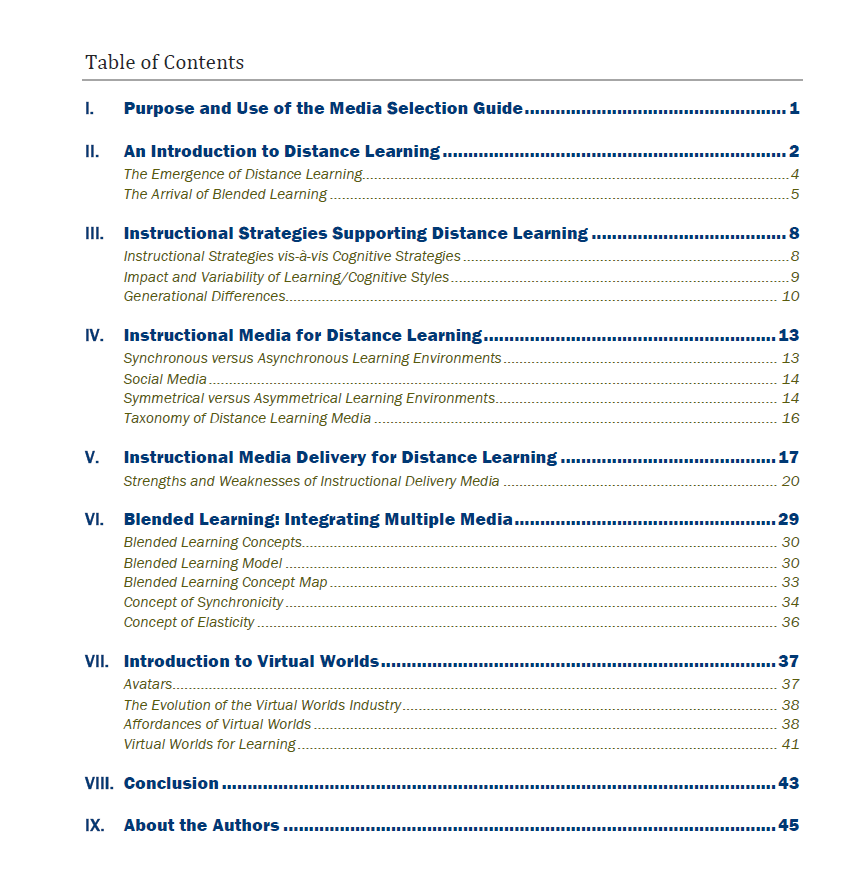 Table of Contents
I. Purpose and Use of the Media Selection Guide 1
II. An Introduction to Distance Learning 2
The Emergence of Distance Learning 4
The Arrival of Blended Learning 5
III. Instructional Strategies Supporting Distance Learning 8
Instructional Strategies vis-à-vis Cognitive Strategies 8
Impact and Variability of Learning/Cognitive Styles 9
Generational Differences 10
IV. Instructional Media for Distance Learning 13
Synchronous versus Asynchronous Learning Environments 13
Social Media 14
Symmetrical versus Asymmetrical Learning Environments 14
Taxonomy of Distance Learning Media 16
V. Instructional Media Delivery for Distance Learning 17
Strengths and Weaknesses of Instructional Delivery Media 20
VI. Blended Learning: Integrating Multiple Media 29
Blended Learning Concepts 30
Blended Learning Model 30
Blended Learning Concept Map 33
Concept of Synchronicity 34
Concept of Elasticity 36
VII. Introduction to Virtual Worlds 37
Avatars 37
The Evolution of the Virtual Worlds Industry 38
Affordances of Virtual Worlds 38
Virtual Worlds for Learning 41
VIII. Conclusion 43
IX. About the Authors 45